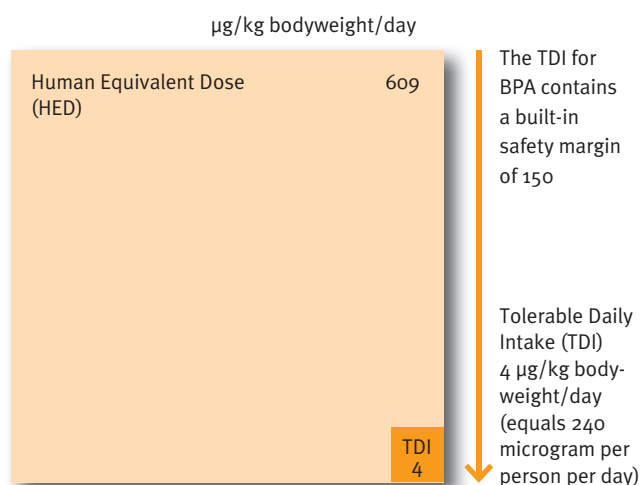 µg/kg bodyweight/day
Human Equivalent Dose 609
(HED)
The TDI for
BPA contains
a built-in
safety margin
of 150
Tolerable Daily
Intake (TDI)
4 µg/kg body-
weight/day
(equals 240
microgram per
person per day)
TDI
4